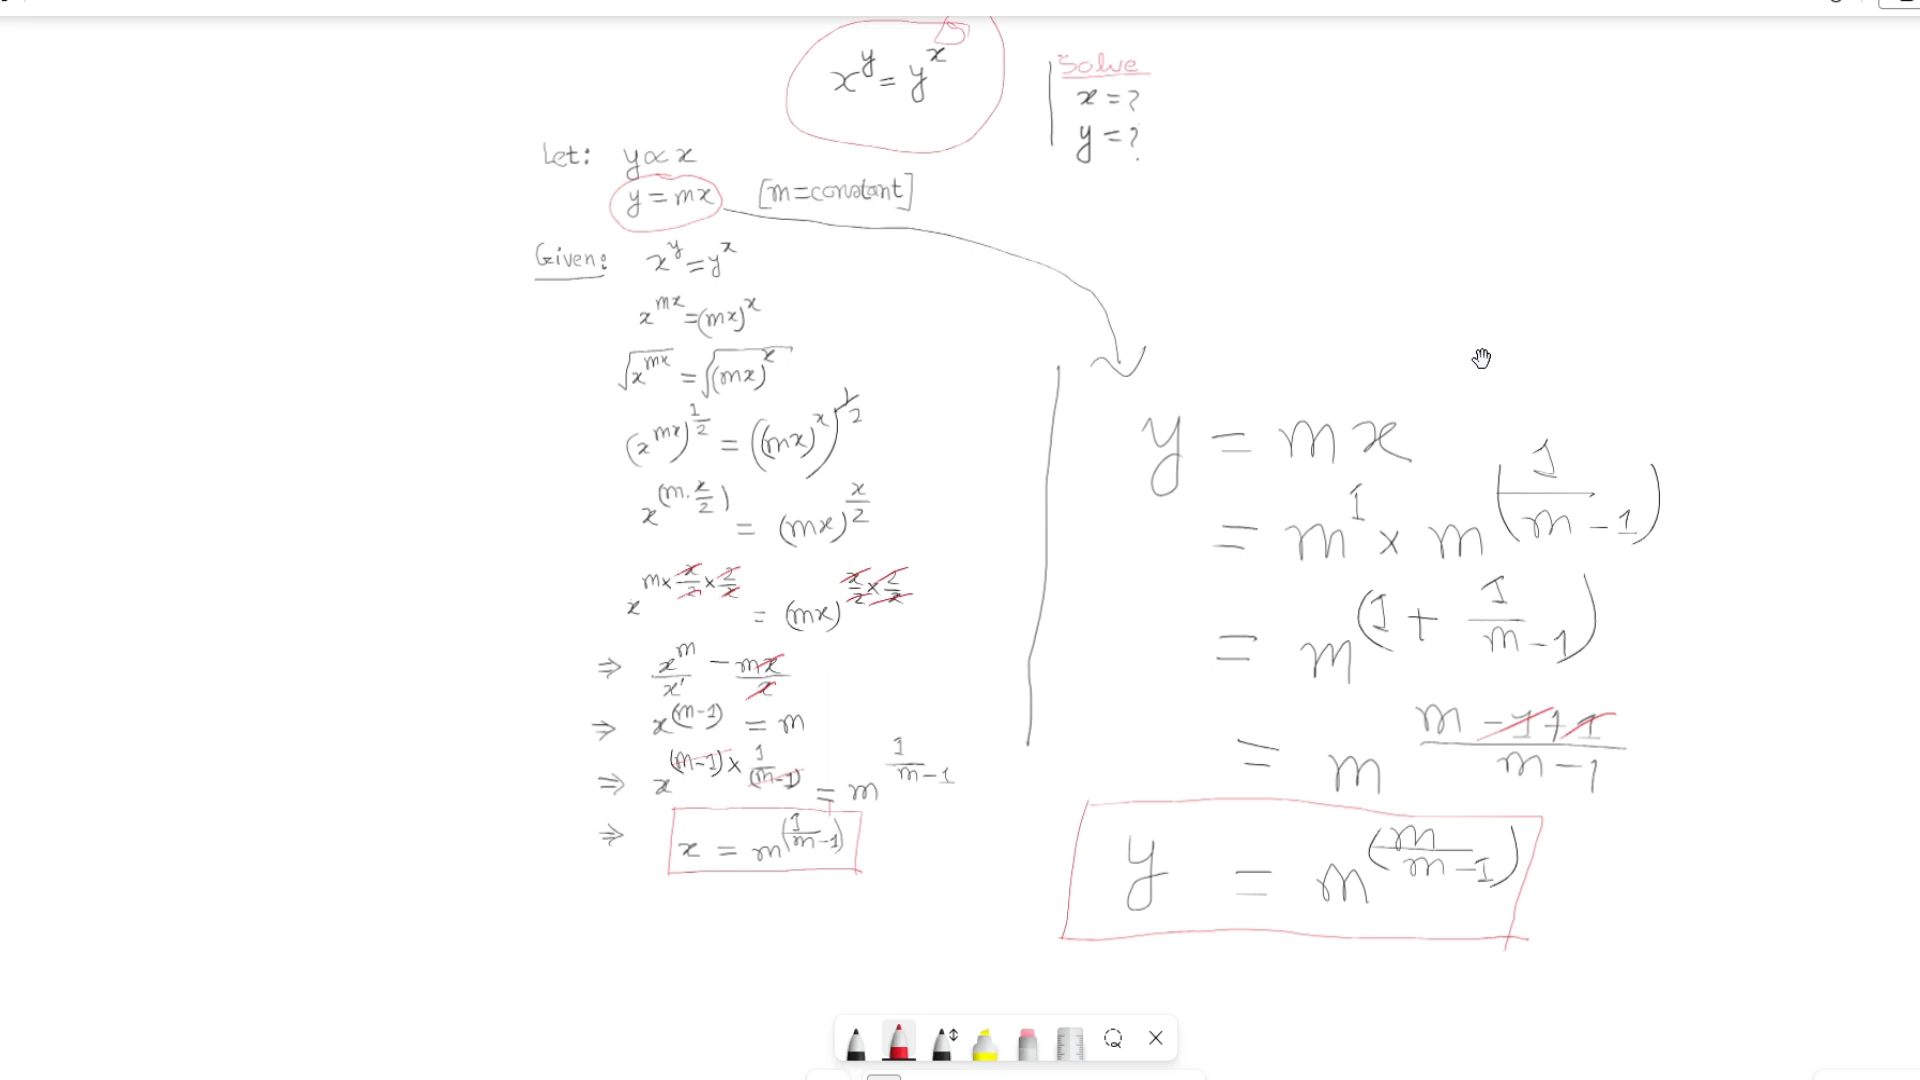 x^y = y^x
Solve
x = ?
y = ?
Let: y ∝ x
y = mx [m = constant]
Given: x^y = y^x
x^{mx} = (mx)^x
√(x^{mx}) = √((mx)^x)
(x^{mx})^{1/2} = ((mx)^x)^{1/2}
x^{(m·x/2)} = (mx)^{x/2}
x^{m×x/2×2/x} = (mx)^{x/2×2/x}
⇒ x^m/x^1 − mx/x
⇒ x^{(m-1)} = m
⇒ x^{(m-1)×1/(m-1)} = m^{1/(m-1)}
⇒ x = m^{(1/(m-1))}
y = mx
= m^1 × m^{(1/(m-1))}
= m^{(1 + 1/(m-1))}
= m^{(m-1+1)/(m-1)}
y = m^{(m/(m-1))}